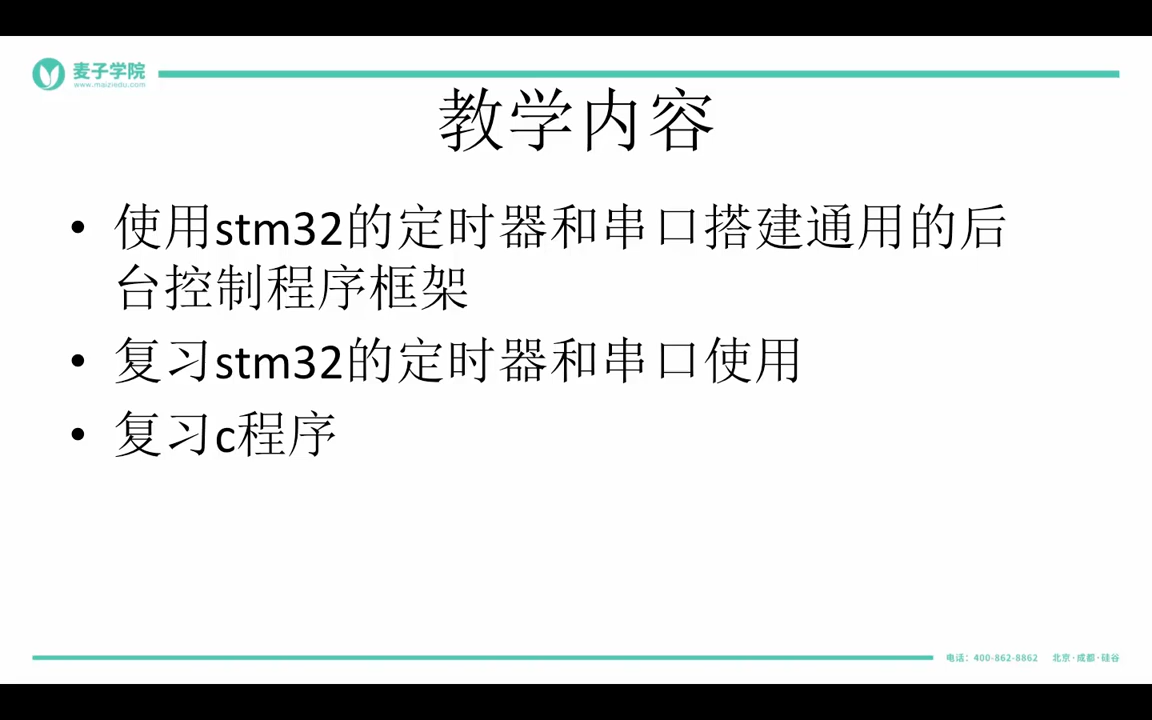 麦子学院
www.maiziedu.com
教学内容
• 使用stm32的定时器和串口搭建通用的后
台控制程序框架
• 复习stm32的定时器和串口使用
• 复习c程序
电话：400-862-8862 北京·成都·硅谷